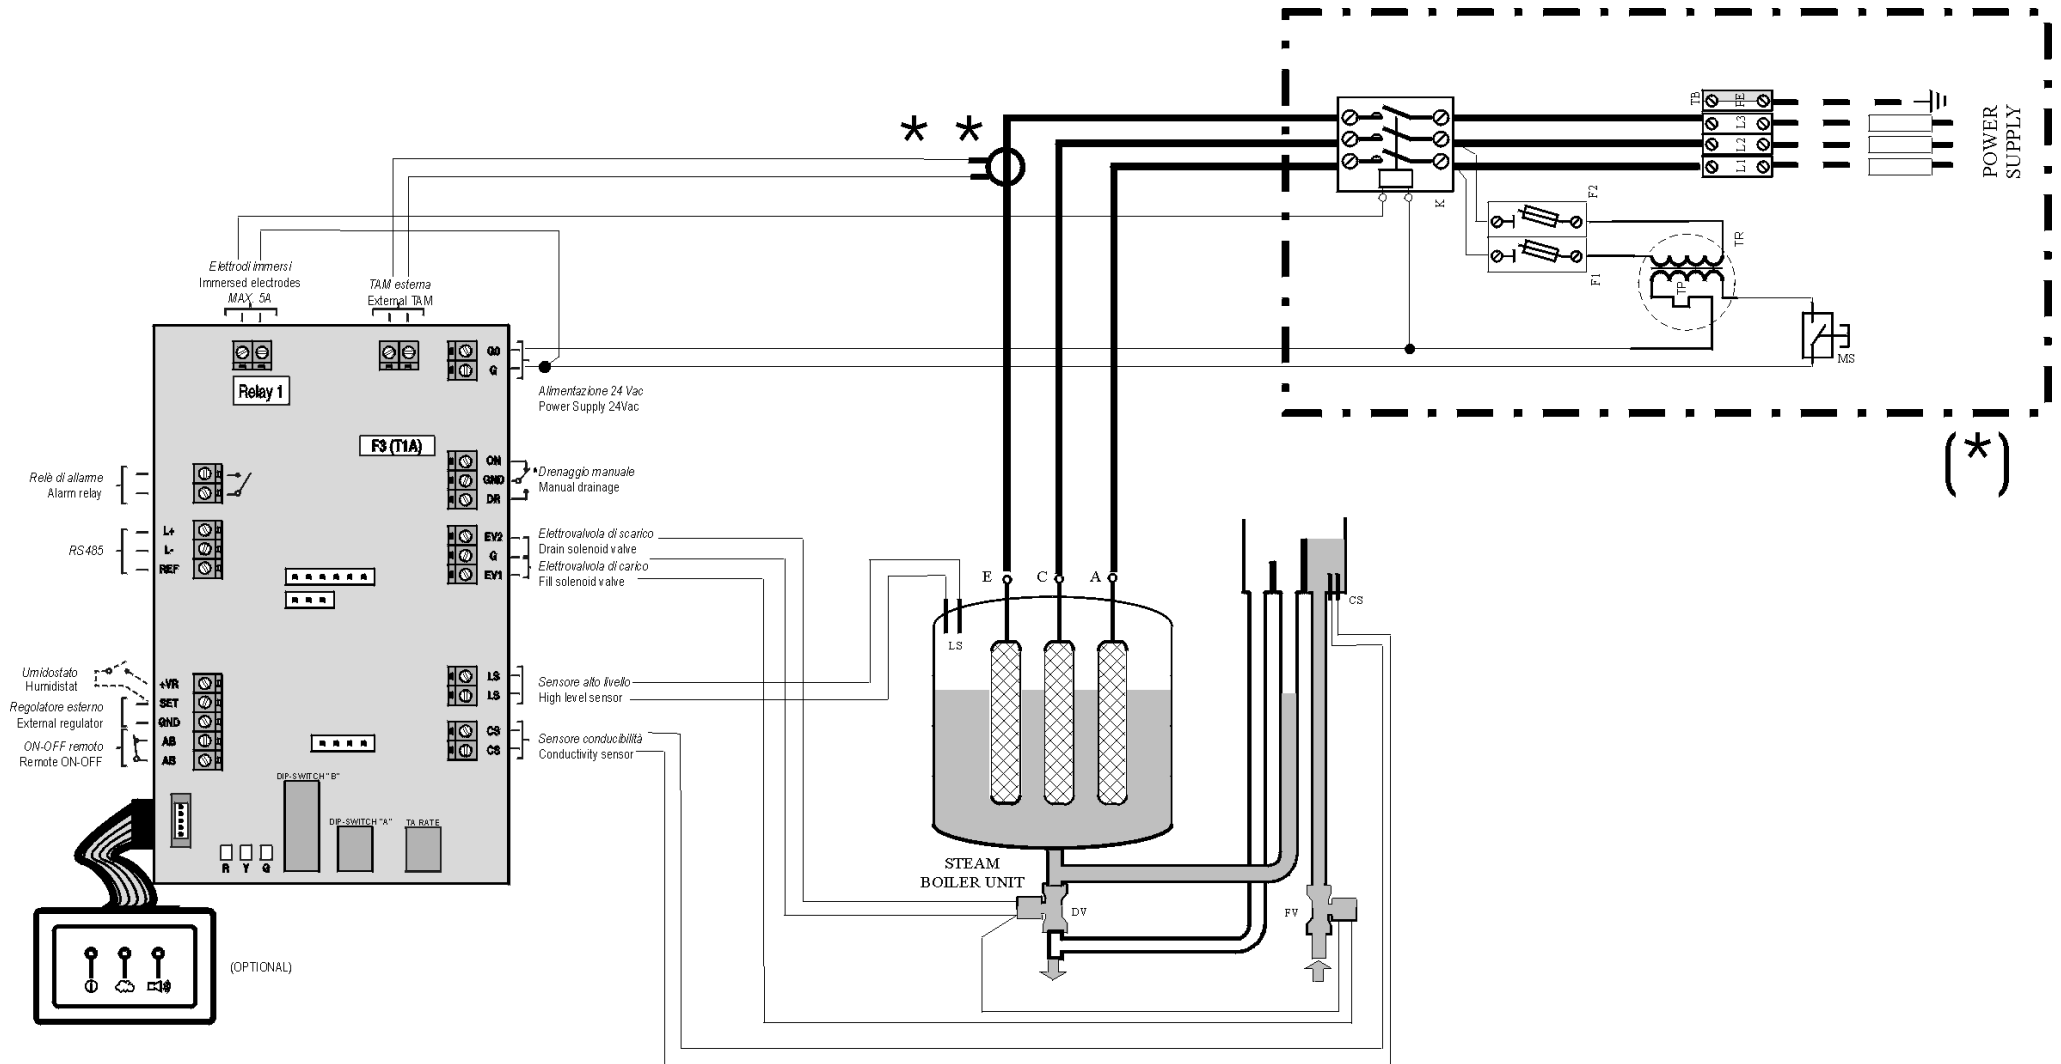 * *
TB
PE
L3
L2
L1
POWER
SUPPLY
K
F2
F1
TR
TP
MS
(*)
Elettrodi immersi
Immersed electrodes
MAX. 5A
TAM esterna
External TAM
Relay 1
G0
G
Alimentazione 24 Vac
Power Supply 24Vac
F3 (T1A)
ON
GND
DR
Drenaggio manuale
Manual drainage
Relè di allarme
Alarm relay
L+
L-
REF
RS485
EV2
G
EV1
Elettrovalvola di scarico
Drain solenoid valve
Elettrovalvola di carico
Fill solenoid valve
E
C
A
LS
CS
Umidostato
Humidistat
Regolatore esterno
External regulator
ON-OFF remoto
Remote ON-OFF
+VR
SET
GND
AB
AB
LS
LS
Sensore alto livello
High level sensor
CS
CS
Sensore conducibilità
Conductivity sensor
DIP-SWITCH "B"
DIP-SWITCH "A"
TA RATE
R Y G
STEAM
BOILER UNIT
DV
FV
(OPTIONAL)